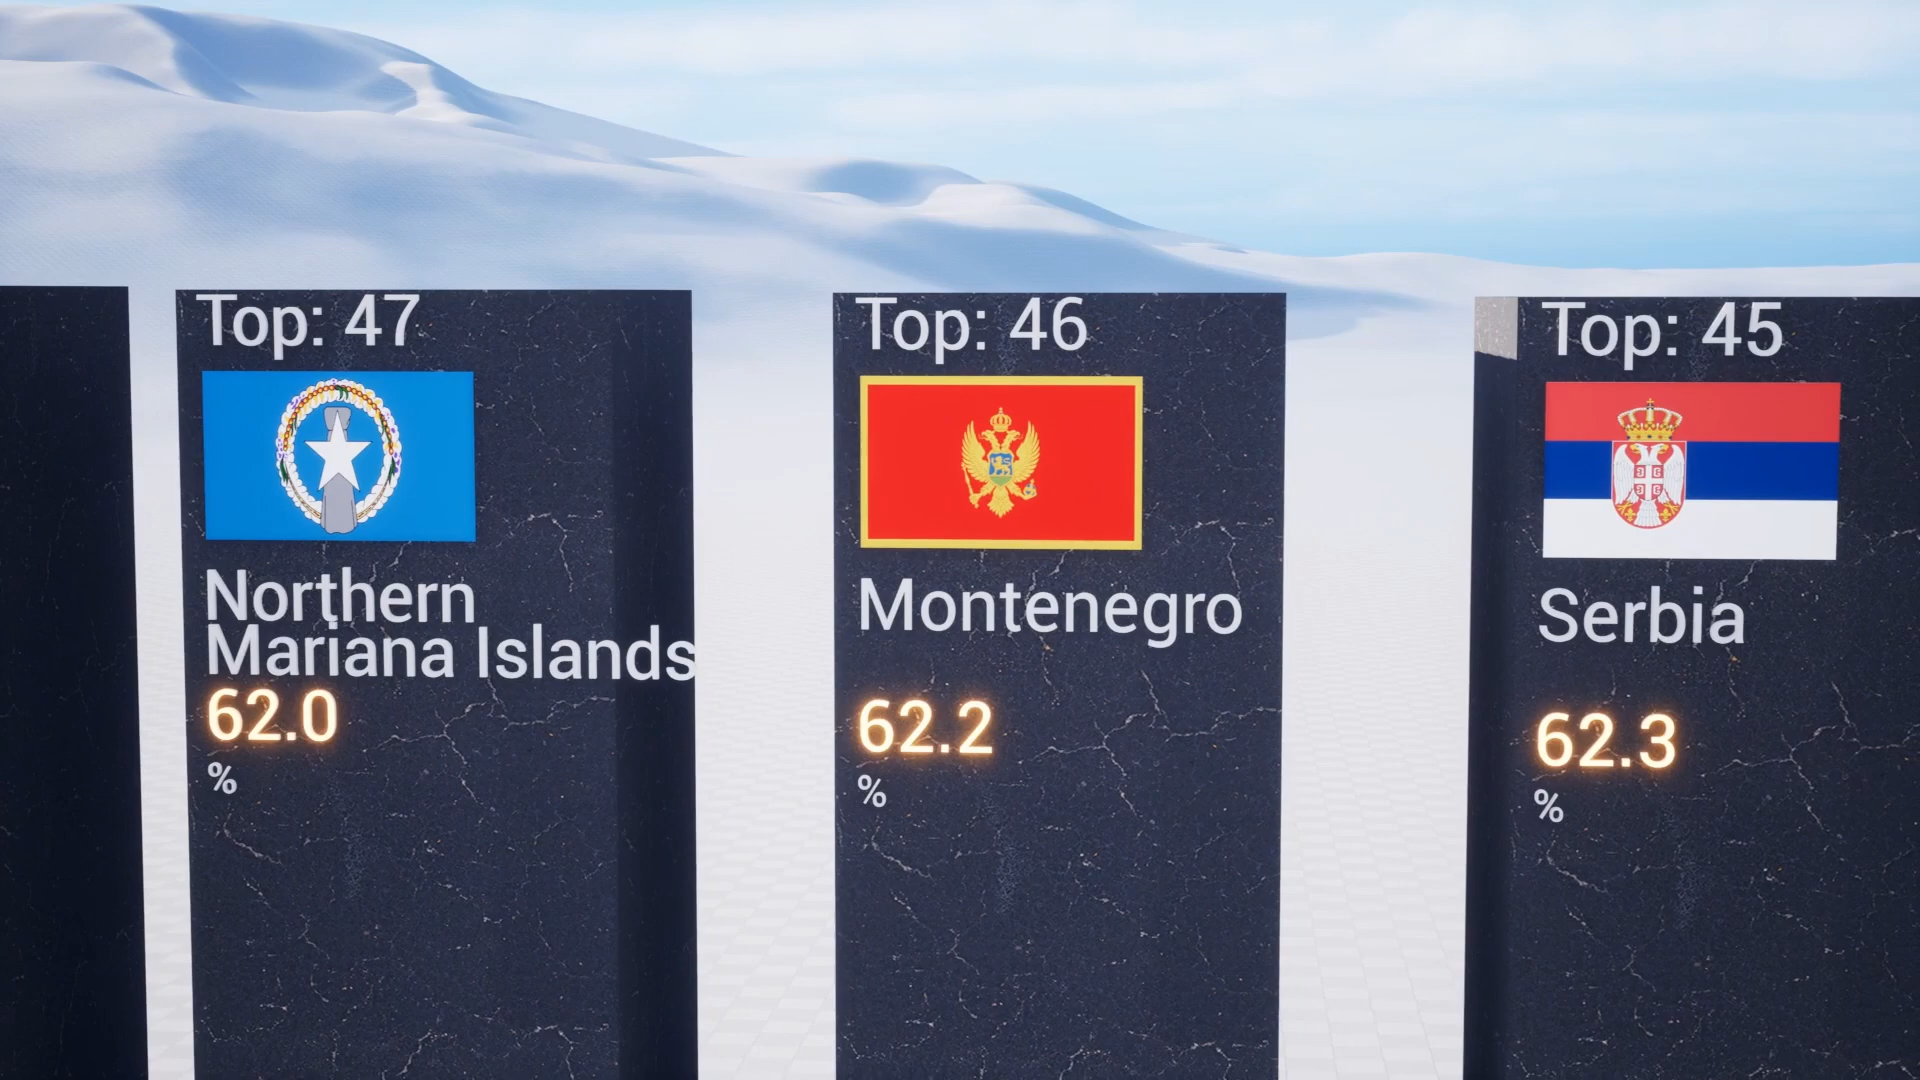 Top: 47
Northern
Mariana Islands
62.0
%
Top: 46
Montenegro
62.2
%
Top: 45
Serbia
62.3
%